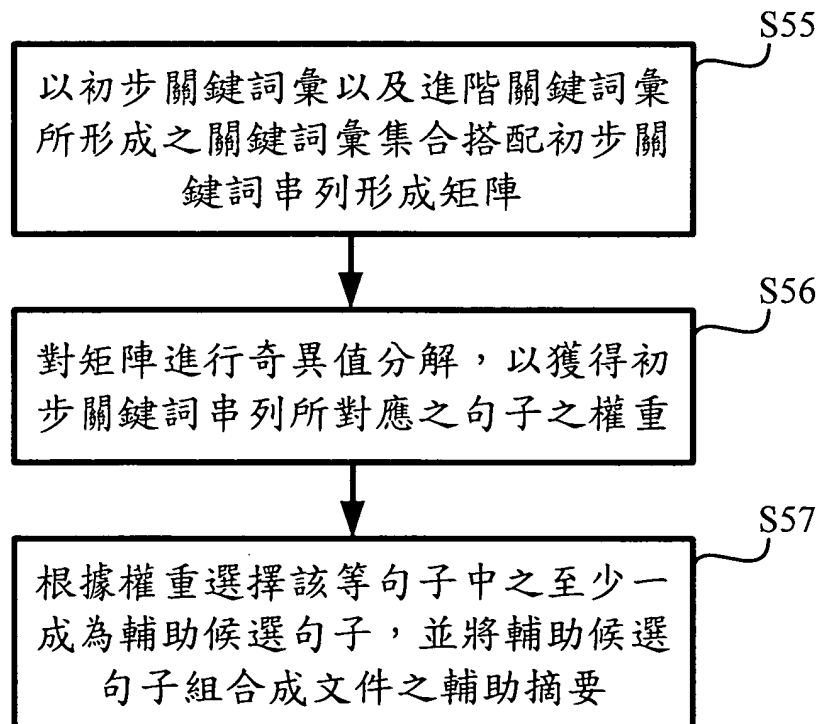 S55
以初步關鍵詞彙以及進階關鍵詞彙
所形成之關鍵詞彙集合搭配初步關
鍵詞串列形成矩陣
S56
對矩陣進行奇異值分解，以獲得初
步關鍵詞串列所對應之句子之權重
S57
根據權重選擇該等句子中之至少一
成為輔助候選句子，並將輔助候選
句子組合成文件之輔助摘要